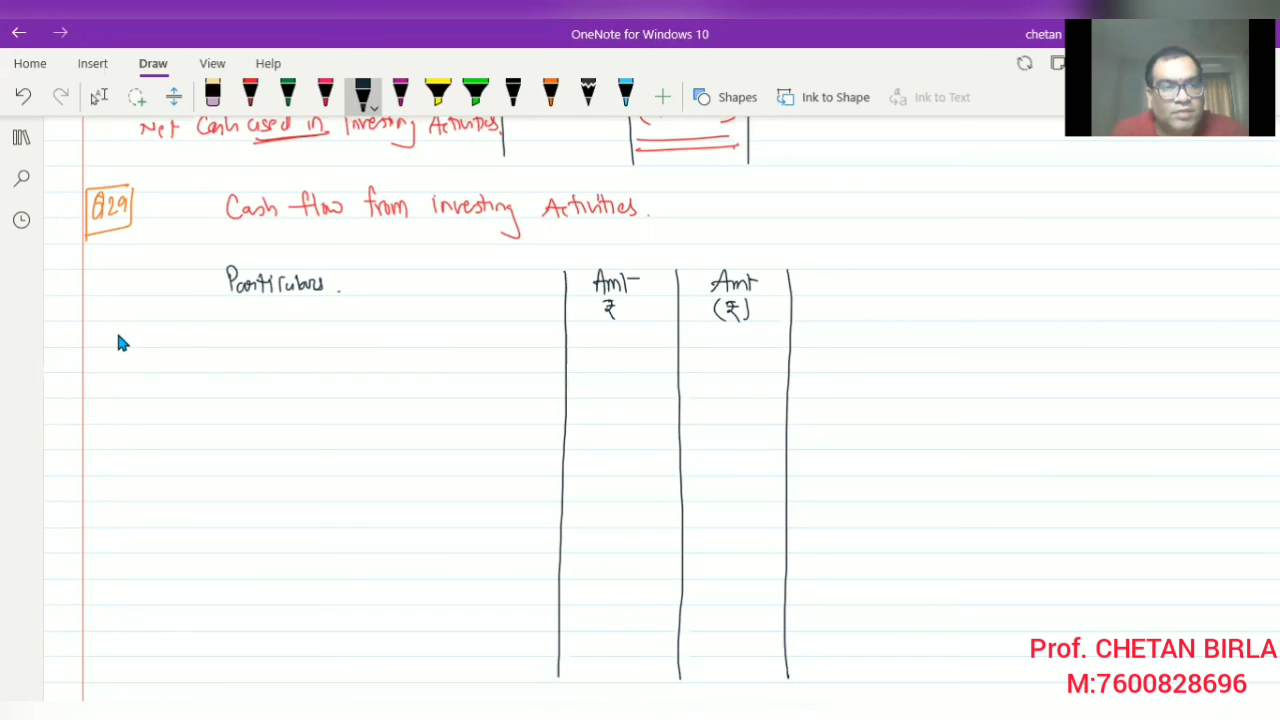 OneNote for Windows 10
chetan
Home Insert Draw View Help
Shapes Ink to Shape Ink to Text
Net Cash used in Investing Activities.
Q29 Cash flow from investing Activities.
Particulars. Amt Amt
₹ (₹)
Prof. CHETAN BIRLA
M:7600828696